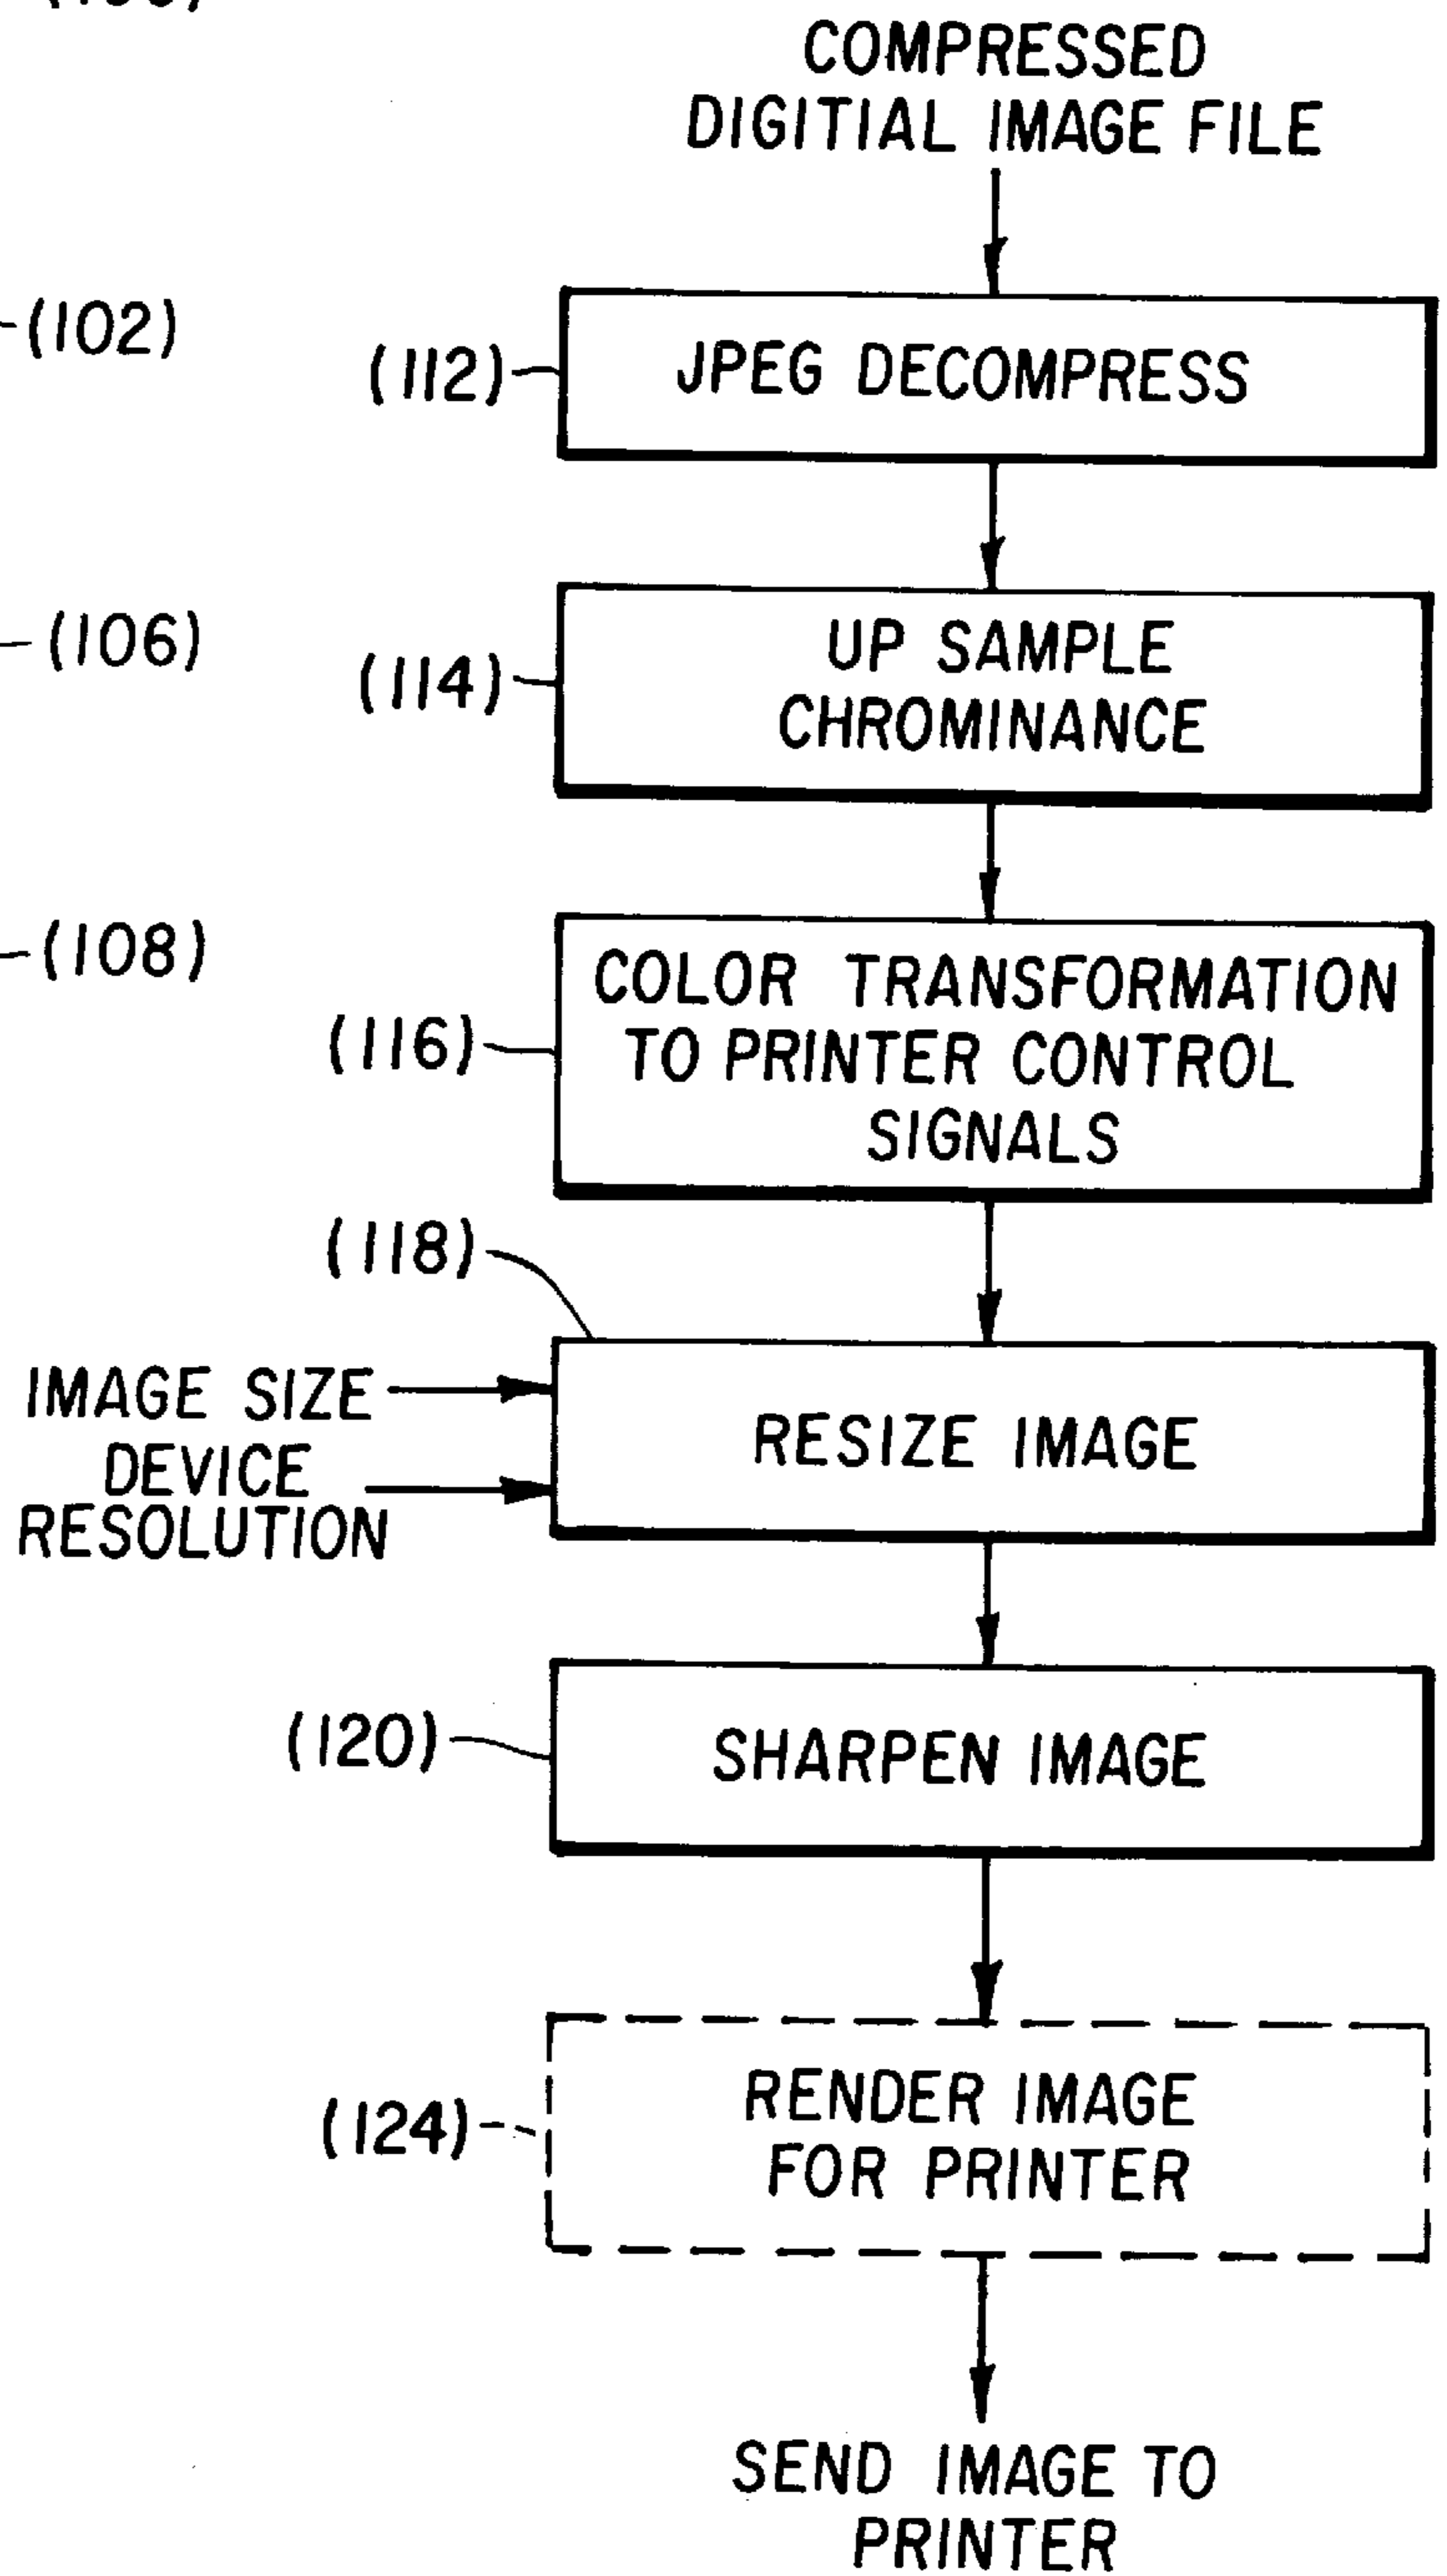 COMPRESSED
DIGITIAL IMAGE FILE
(102)
(112)
JPEG DECOMPRESS
(106)
(114)
UP SAMPLE
CHROMINANCE
(108)
(116)
COLOR TRANSFORMATION
TO PRINTER CONTROL
SIGNALS
(118)
IMAGE SIZE
DEVICE
RESOLUTION
RESIZE IMAGE
(120)
SHARPEN IMAGE
(124)
RENDER IMAGE
FOR PRINTER
SEND IMAGE TO
PRINTER